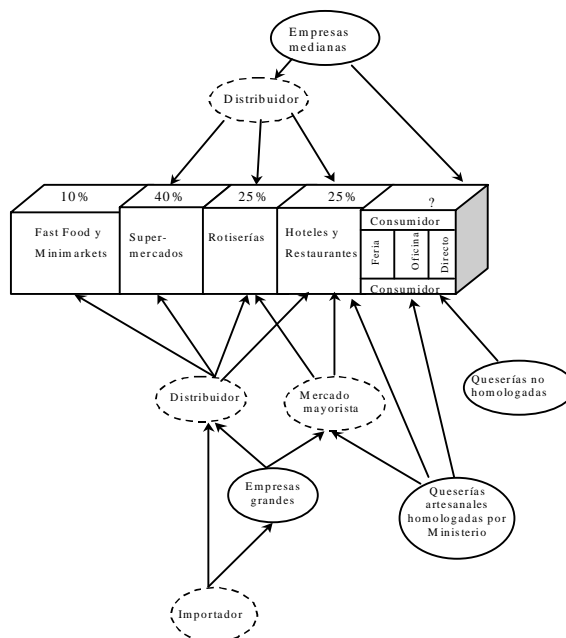 Empresas
medianas
Distribuidor
10%
40%
25%
25%
?
Fast Food y
Minimarkets
Super-
mercados
Rotiserías
Hoteles y
Restaurantes
Consumidor
Feria
Oficina
Directo
Consumidor
Distribuidor
Mercado
mayorista
Queserías no
homologadas
Empresas
grandes
Queserías
artesanales
homologadas por
Ministerio
Importador